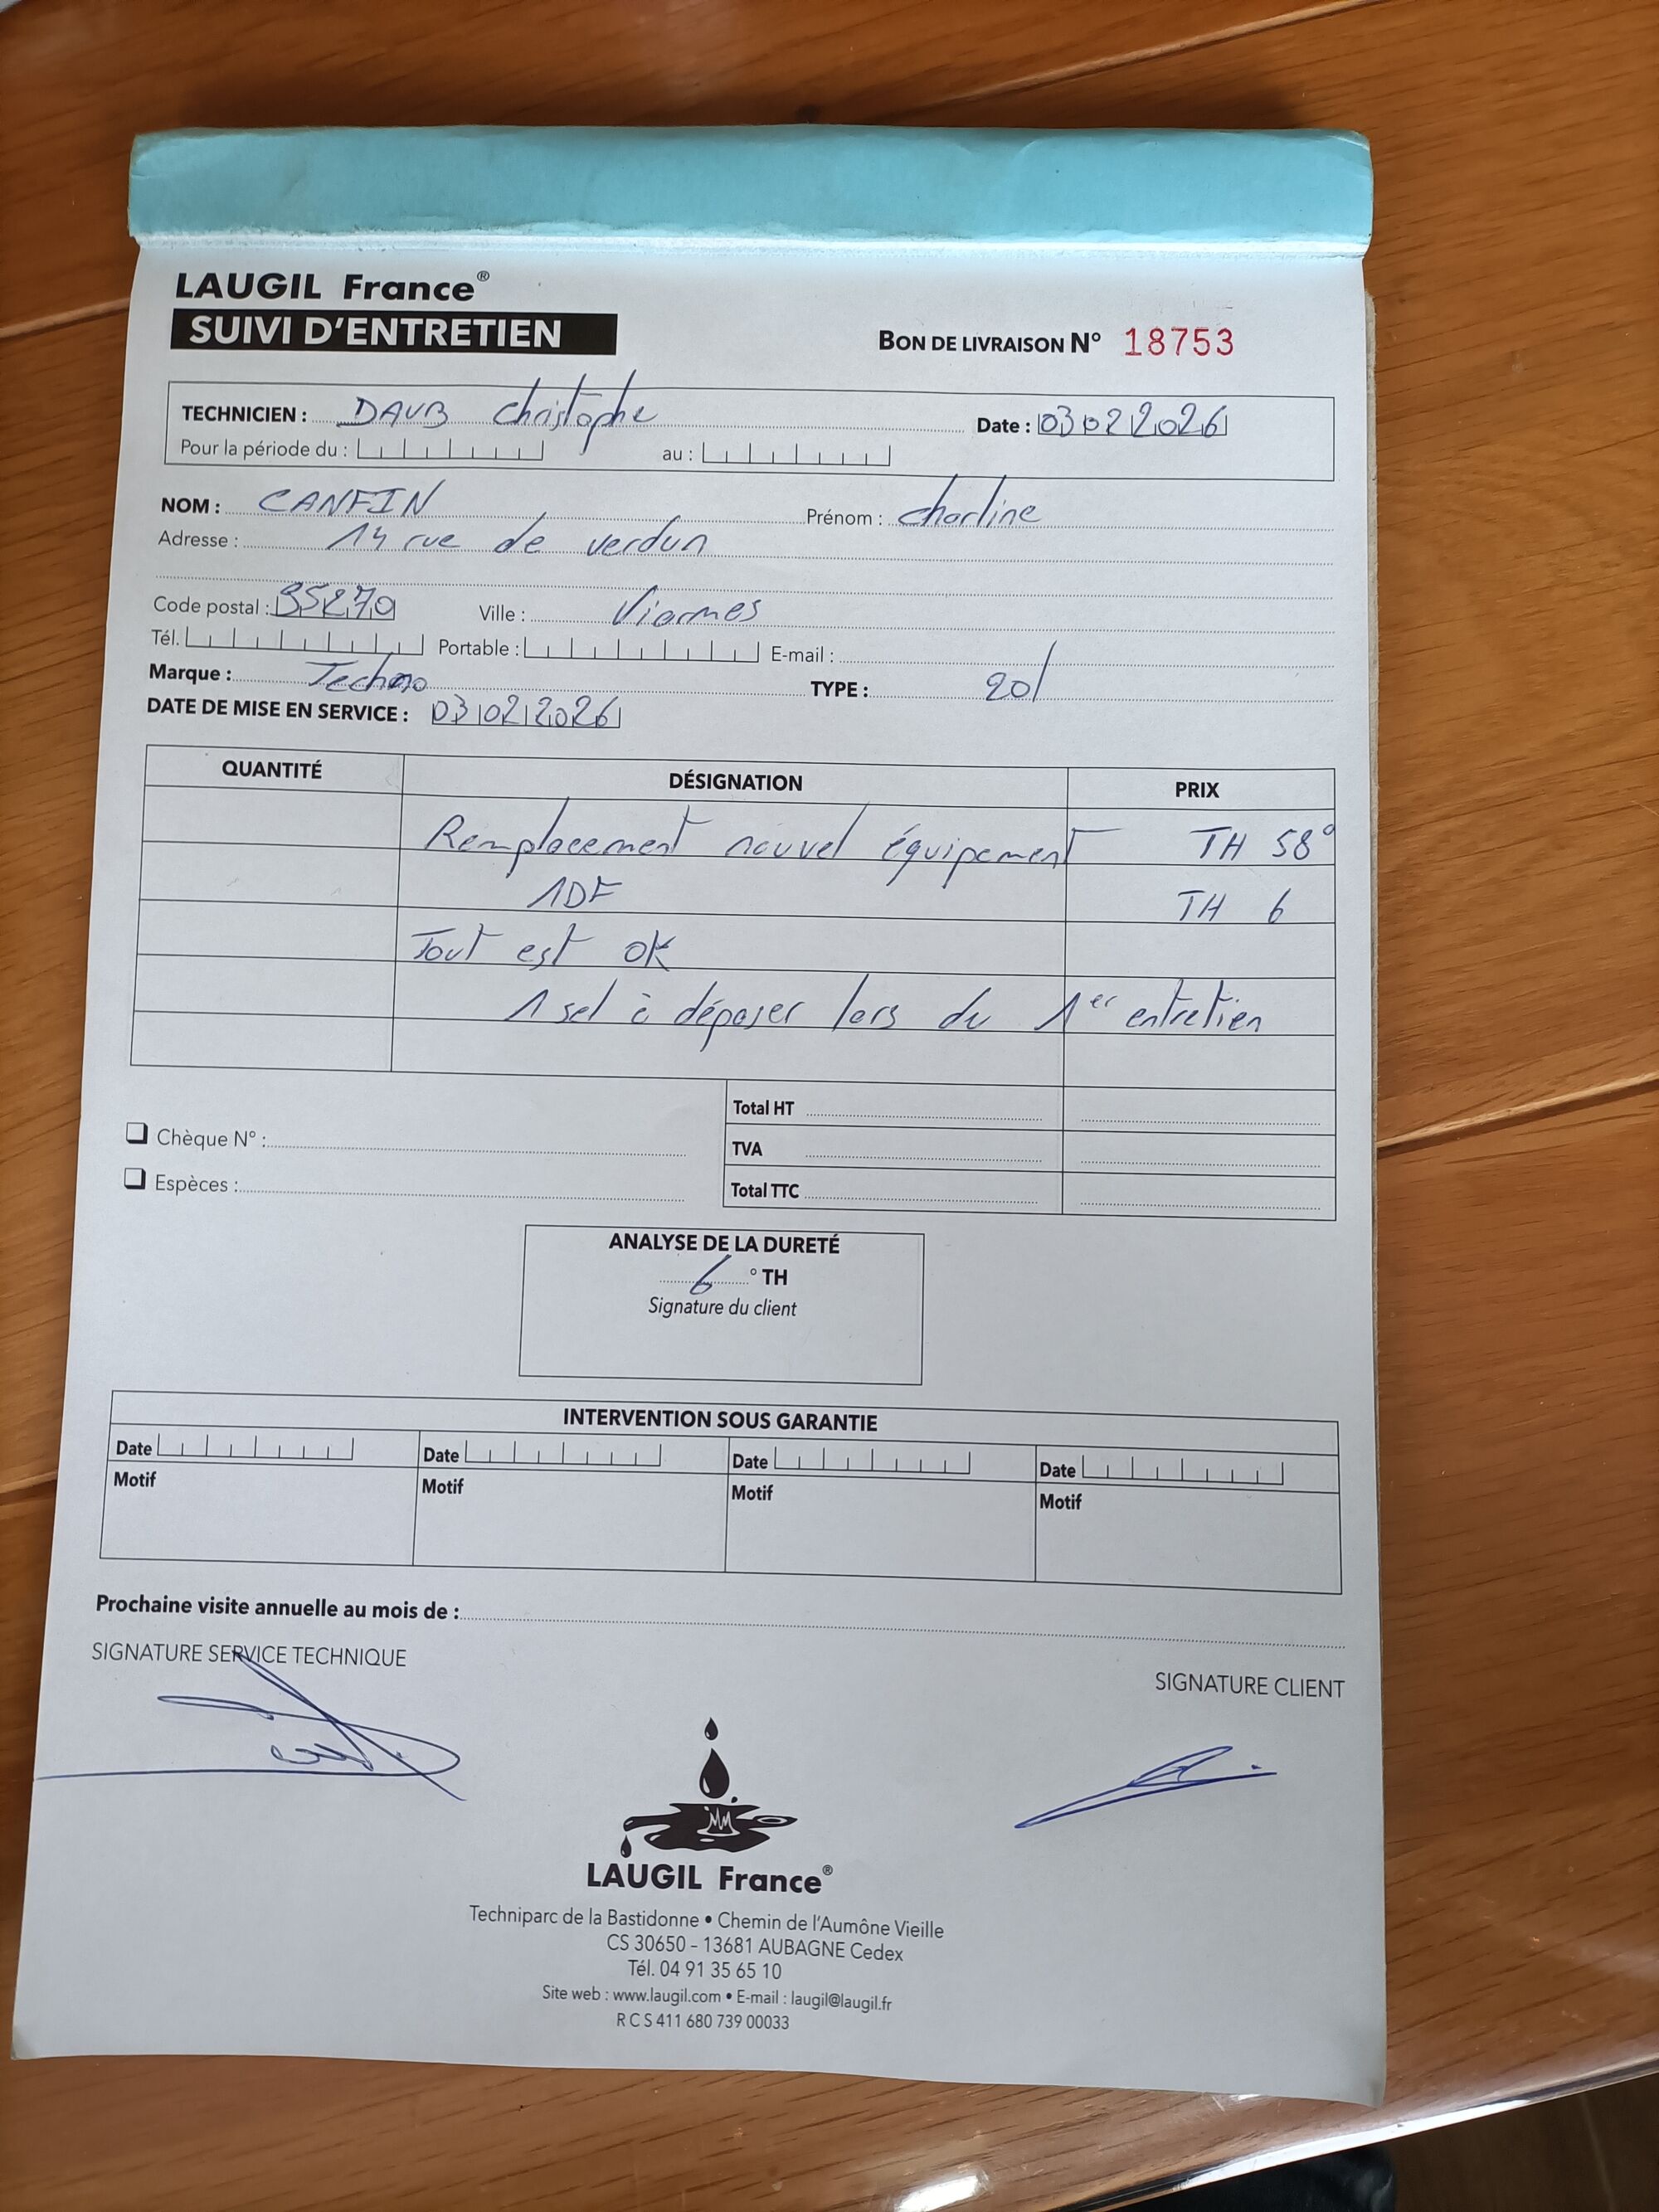 LAUGIL France®
SUIVI D'ENTRETIEN
BON DE LIVRAISON N° 18753
TECHNICIEN : DAUB Christophe Date : 03 02 2026
Pour la période du : au :
NOM : CANFIN Prénom : Charline
Adresse : 14 rue de verdun
Code postal : 95270 Ville : Viarmes
Tél. Portable : E-mail :
Marque : Techno TYPE : 20l
DATE DE MISE EN SERVICE : 03 02 2026
QUANTITÉ DÉSIGNATION PRIX
Remplacement nouvel équipement TH 58°
ADF TH 6
Tout est OK
1 sel à déposer lors du 1er entretien
Total HT
Chèque N° : TVA
Espèces : Total TTC
ANALYSE DE LA DURETÉ
6 ° TH
Signature du client
INTERVENTION SOUS GARANTIE
Date Date Date Date
Motif Motif Motif Motif
Prochaine visite annuelle au mois de :
SIGNATURE SERVICE TECHNIQUE
SIGNATURE CLIENT
LAUGIL France®
Techniparc de la Bastidonne • Chemin de l'Aumône Vieille
CS 30650 - 13681 AUBAGNE Cedex
Tél. 04 91 35 65 10
Site web : www.laugil.com • E-mail : laugil@laugil.fr
R C S 411 680 739 00033